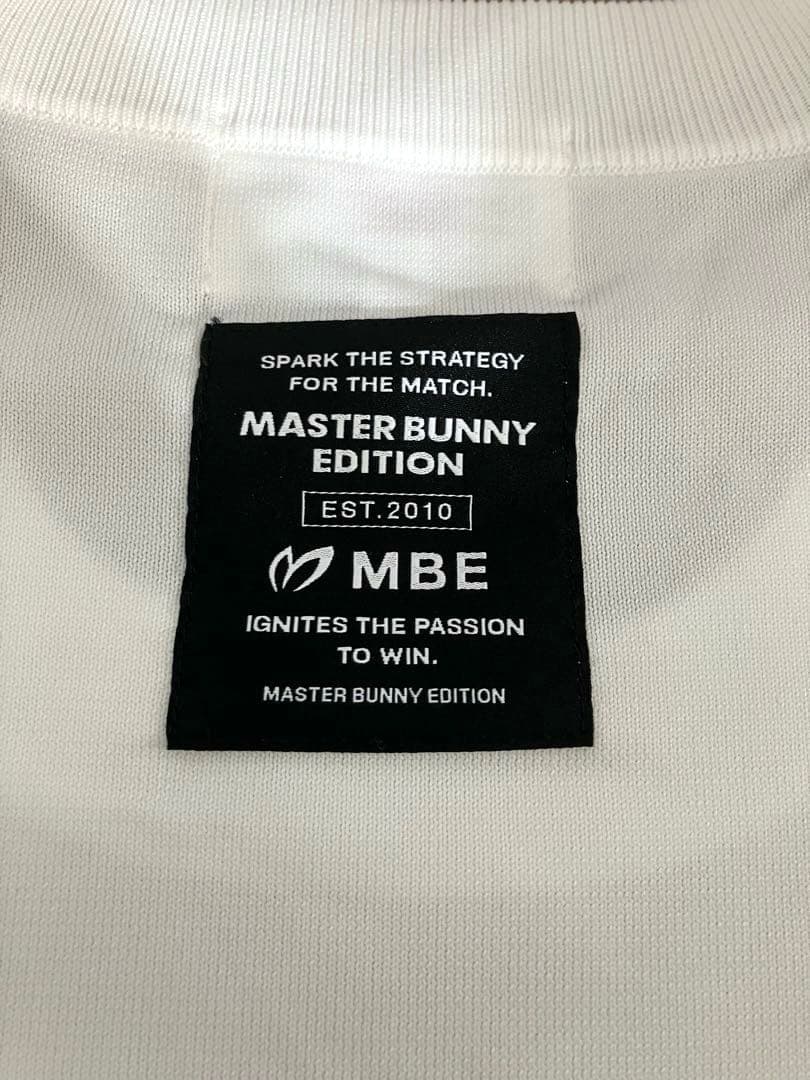 SPARK THE STRATEGY
FOR THE MATCH.
MASTER BUNNY
EDITION
EST.2010
MBE
IGNITES THE PASSION
TO WIN.
MASTER BUNNY EDITION